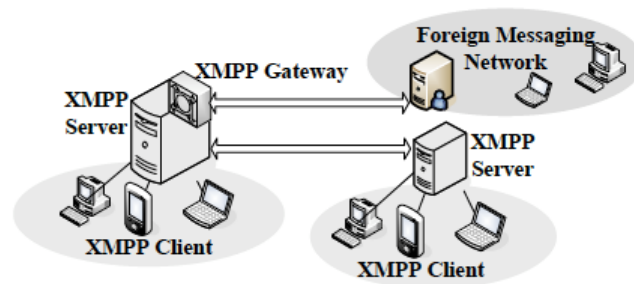 Foreign Messaging
Network
XMPP Gateway
XMPP
Server
XMPP
Server
XMPP Client
XMPP Client